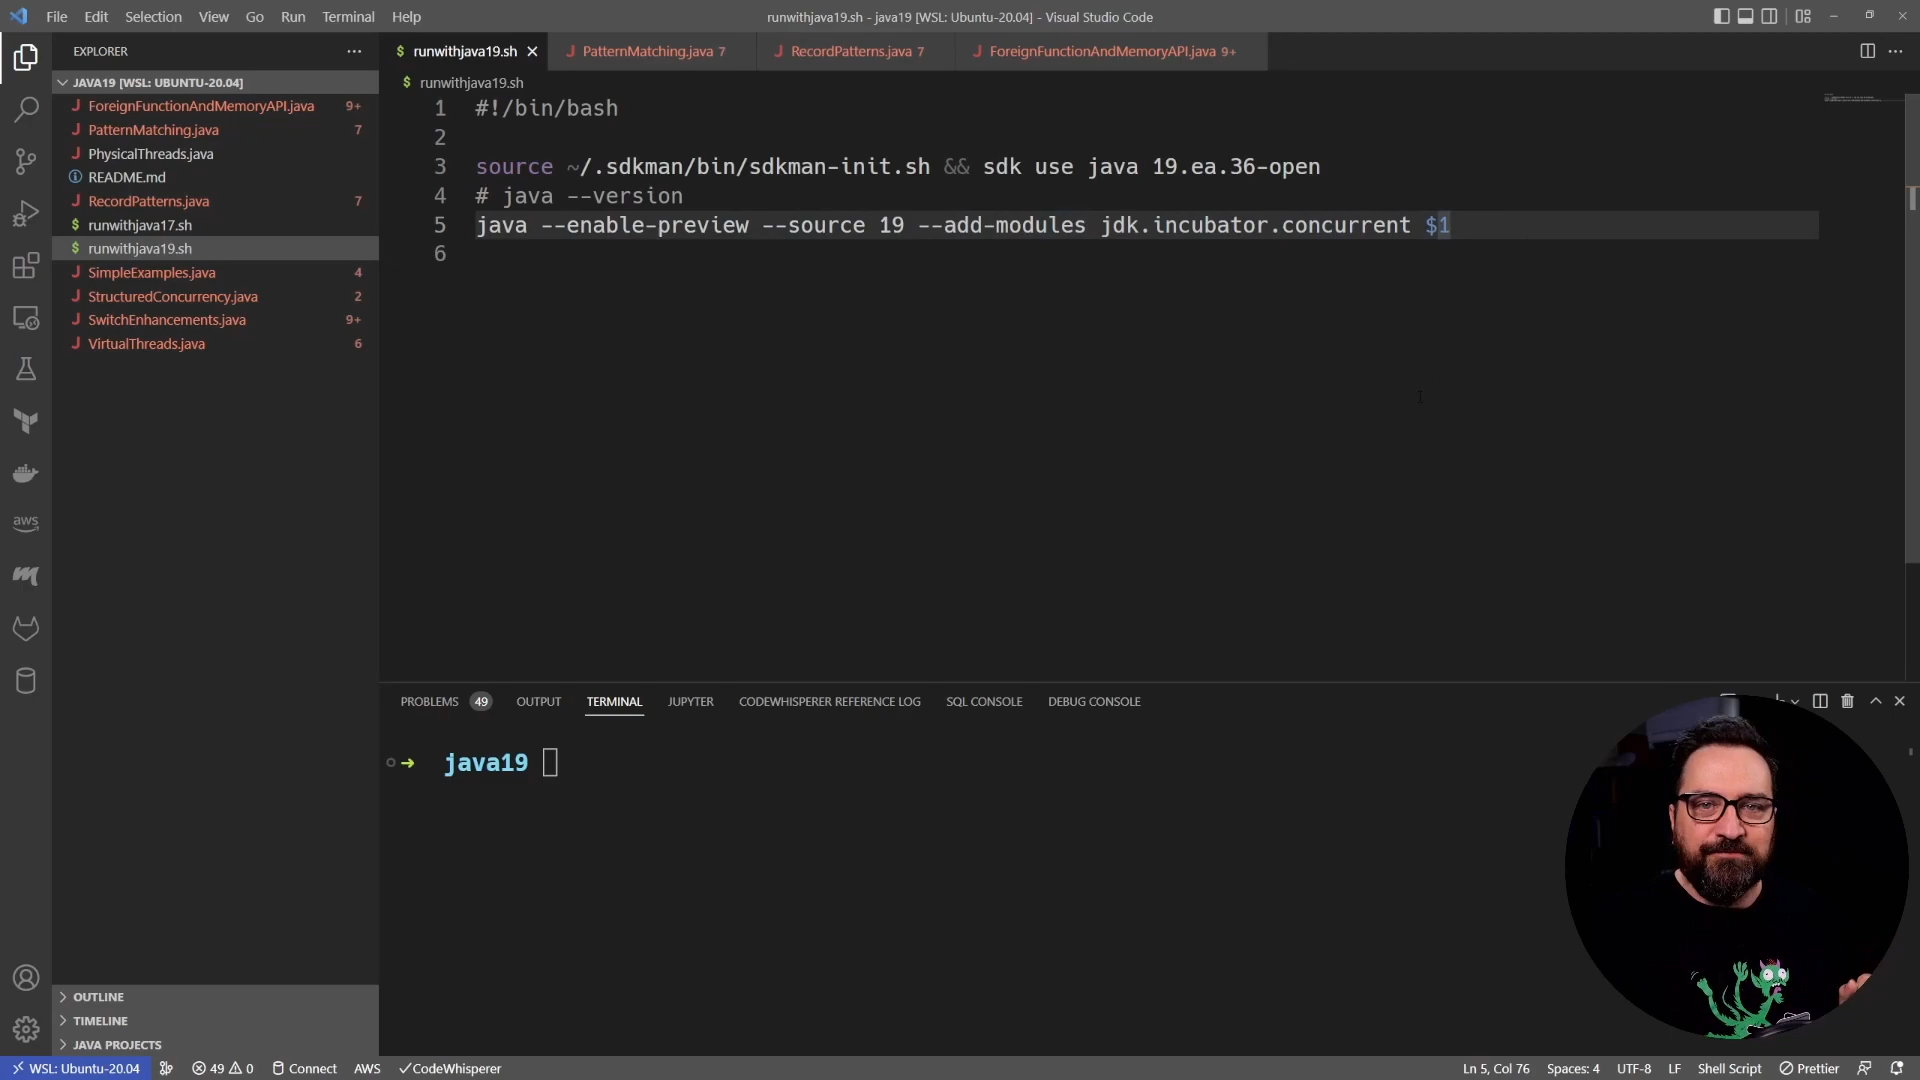 File Edit Selection View Go Run Terminal Help
runwithjava19.sh - java19 [WSL: Ubuntu-20.04] - Visual Studio Code
EXPLORER
JAVA19 [WSL: UBUNTU-20.04]
ForeignFunctionAndMemoryAPI.java 9+
PatternMatching.java 7
PhysicalThreads.java
README.md
RecordPatterns.java 7
runwithjava17.sh
runwithjava19.sh
SimpleExamples.java 4
StructuredConcurrency.java 2
SwitchEnhancements.java 9+
VirtualThreads.java 6
aws
OUTLINE
TIMELINE
JAVA PROJECTS
runwithjava19.sh PatternMatching.java 7 RecordPatterns.java 7 ForeignFunctionAndMemoryAPI.java 9+
runwithjava19.sh
1 #!/bin/bash
2
3 source ~/.sdkman/bin/sdkman-init.sh && sdk use java 19.ea.36-open
4 # java --version
5 java --enable-preview --source 19 --add-modules jdk.incubator.concurrent $1
6
PROBLEMS 49 OUTPUT TERMINAL JUPYTER CODEWHISPERER REFERENCE LOG SQL CONSOLE DEBUG CONSOLE
java19
WSL: Ubuntu-20.04 49 0 Connect AWS CodeWhisperer Ln 5, Col 76 Spaces: 4 UTF-8 LF Shell Script Prettier